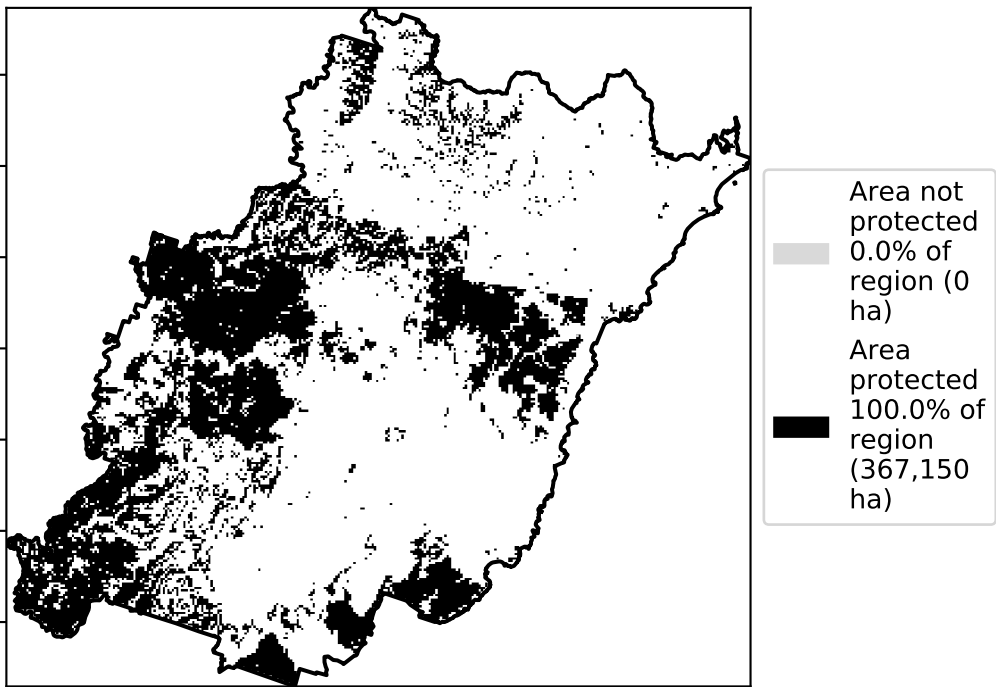 Area not
protected
0.0% of
region (0
ha)
Area
protected
100.0% of
region
(367,150
ha)